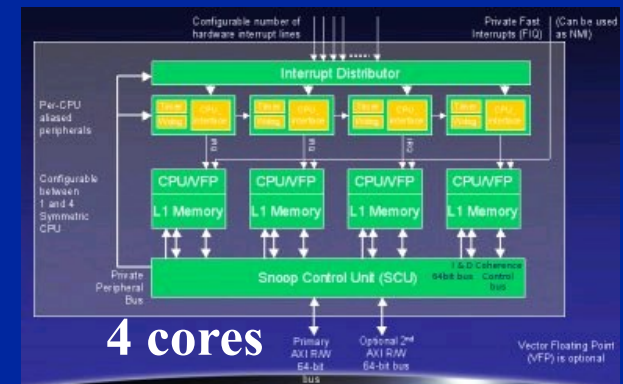 Configurable number of
hardware interrupt lines
Private Fast
Interrupts (FIQ)
(Can be used
as NMI)
Interrupt Distributor
Per-CPU
aliased
peripherals
Timer
Wdog
CPU
interface
Timer
Wdog
CPU
interface
Timer
Wdog
CPU
interface
Timer
Wdog
CPU
interface
IRQ
IRQ
IRQ
Configurable
between
1 and 4
Symmetric
CPU
CPU/VFP
L1 Memory
CPU/VFP
L1 Memory
CPU/VFP
L1 Memory
CPU/VFP
L1 Memory
Private
Peripheral
Bus
Snoop Control Unit (SCU)
I & D
64bit bus
Coherence
Control
bus
4 cores
Primary
AXI R/W
64-bit
bus
Optional 2nd
AXI R/W
64-bit bus
Vector Floating Point
(VFP) is optional